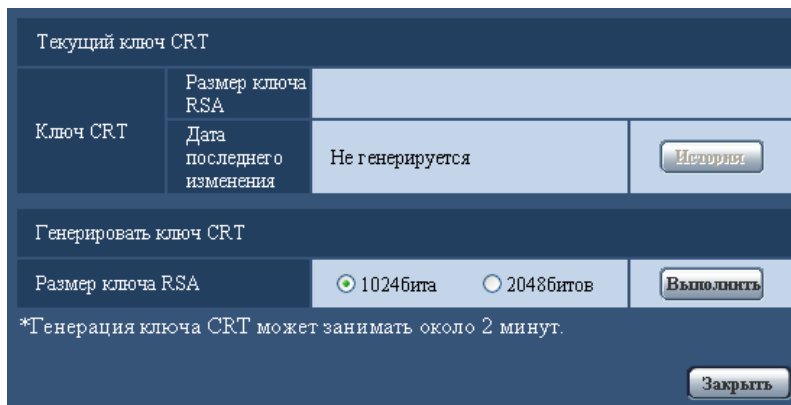 Текущий ключ CRT
Ключ CRT
Размер ключа
RSA
Дата
последнего
изменения
Не генерируется
История
Генерировать ключ CRT
Размер ключа RSA
1024бита
2048битов
Выполнить
*Генерация ключа CRT может занимать около 2 минут.
Закрыть